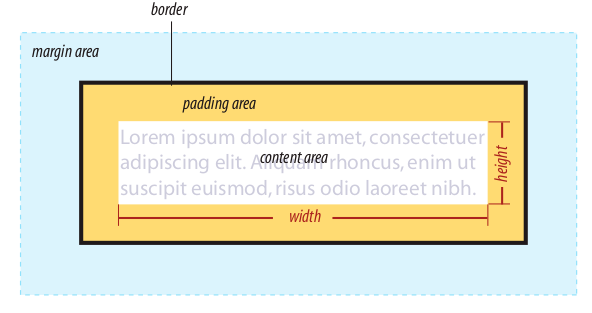 border
margin area
padding area
Lorem ipsum dolor sit amet, consectetuer
adipiscing elit. Aliquam rhoncus, enim ut
content area
suscipit euismod, risus odio laoreet nibh.
height
width